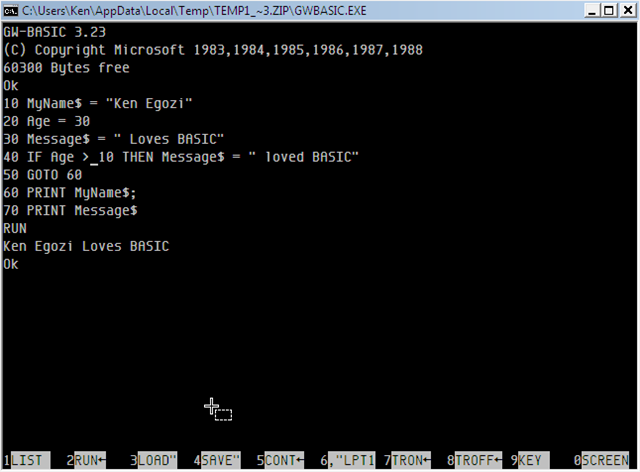 C:\Users\Ken\AppData\Local\Temp\TEMP1_~3.ZIP\GWBASIC.EXE
GW-BASIC 3.23
(C) Copyright Microsoft 1983,1984,1985,1986,1987,1988
60300 Bytes free
Ok
10 MyName$ = "Ken Egozi"
20 Age = 30
30 Message$ = " Loves BASIC"
40 IF Age >_10 THEN Message$ = " loved BASIC"
50 GOTO 60
60 PRINT MyName$;
70 PRINT Message$
RUN
Ken Egozi Loves BASIC
Ok
1LIST 2RUN← 3LOAD" 4SAVE" 5CONT← 6,"LPT1 7TRON← 8TROFF← 9KEY 0SCREEN